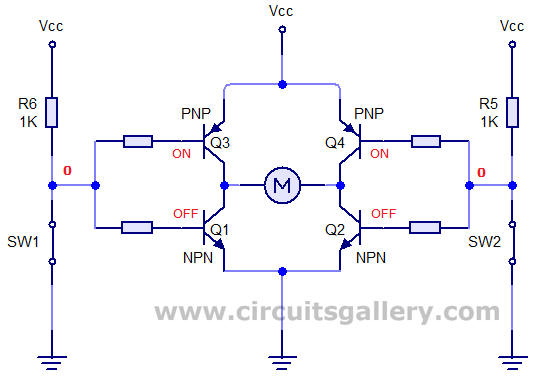 Vcc
Vcc
Vcc
R6
1K
PNP
Q3
ON
0
PNP
Q4
ON
R5
1K
0
M
OFF
Q1
NPN
OFF
Q2
NPN
SW1
SW2
www.circuitsgallery.com